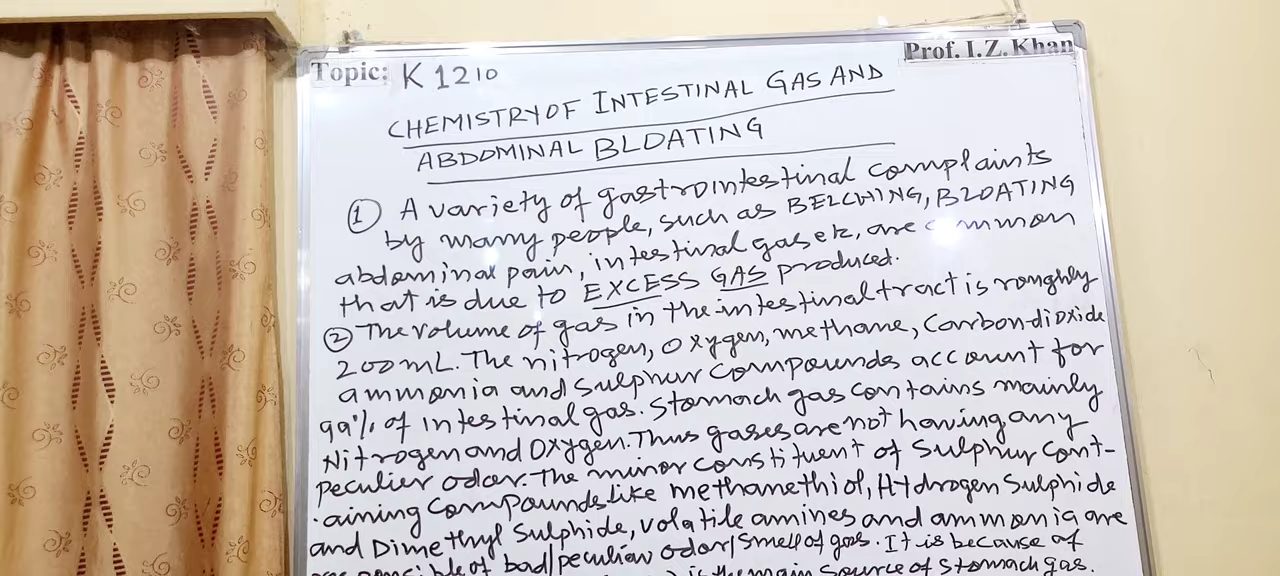 Topic: K 1210
Prof. I.Z. Khan
CHEMISTRY OF INTESTINAL GAS AND
ABDOMINAL BLOATING
① A variety of gastrointestinal complaints
by many people, such as BELCHING, BLOATING
abdominal pain, intestinal gas etc, are common
that is due to EXCESS GAS produced.
② The volume of gas in the intestinal tract is roughly
200mL. The nitrogen, Oxygen, methane, Carbon-dioxide
ammonia and Sulphur Compounds account for
99% of intestinal gas. Stomach gas contains mainly
Nitrogen and Oxygen. Thus gases are not having any
Peculier odor. The minor constituent of Sulphur Cont-
aining Compounds like methanethiol, Hydrogen Sulphide
and Dimethyl Sulphide, volatile amines and ammonia are
of bad/peculiar odor/smell of gas. It is because of
is the main source of stomach gas.